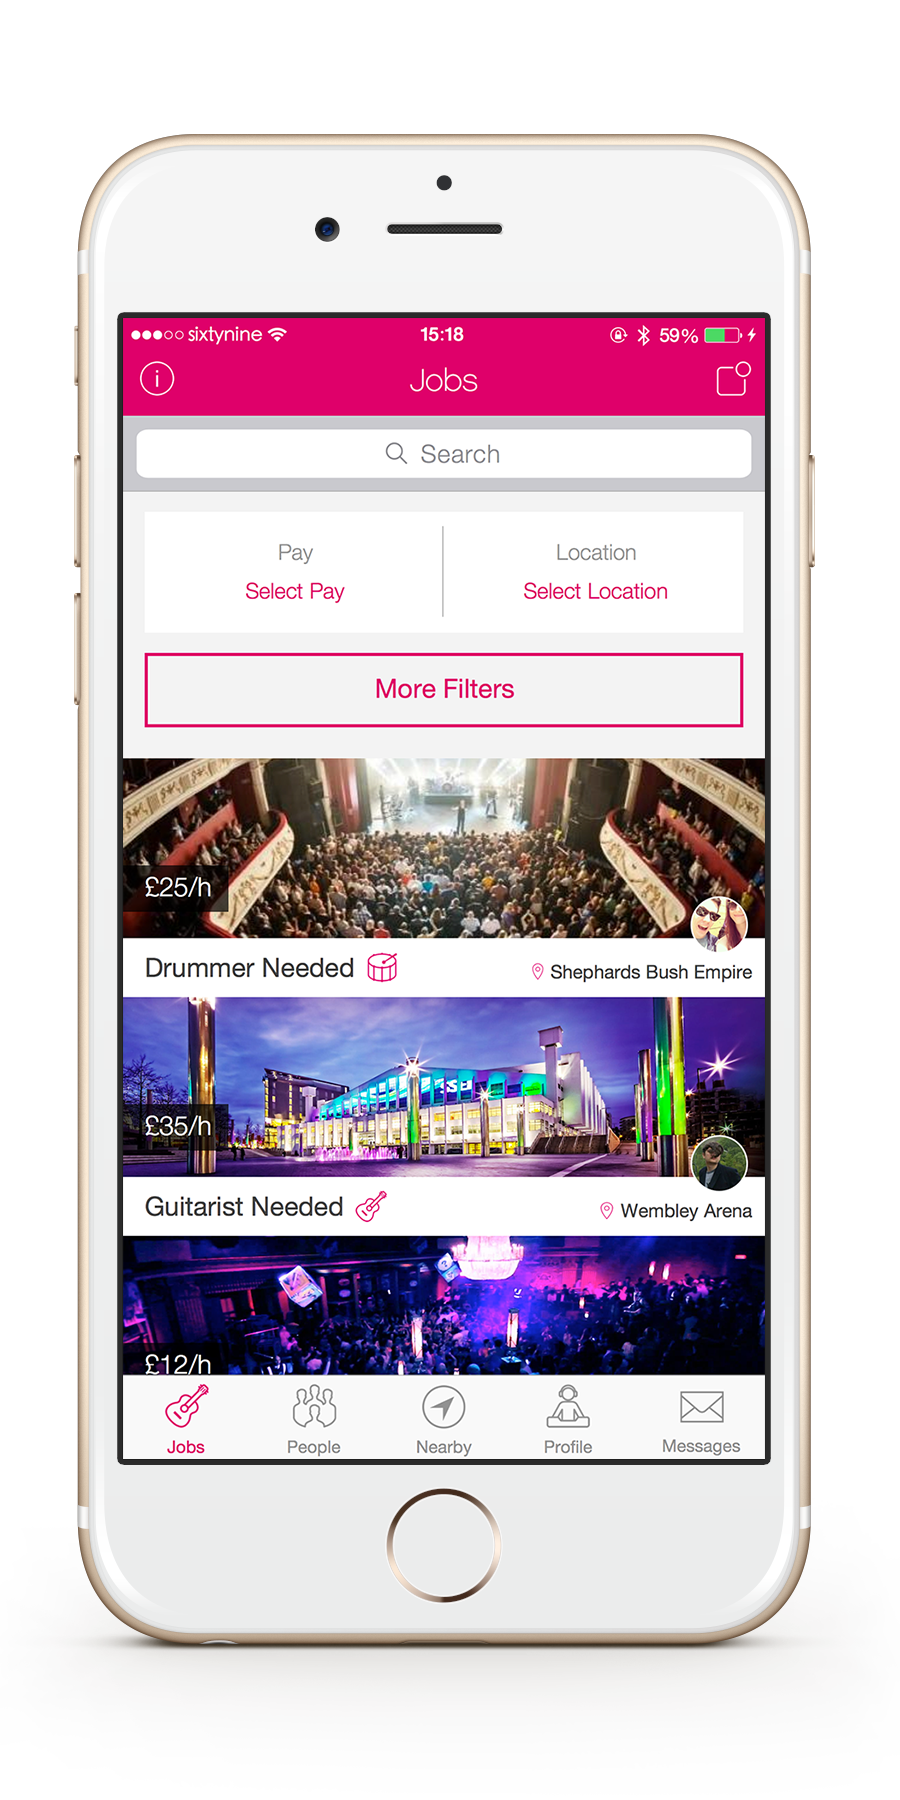 sixtynine 15:18 59%
Jobs
Search
Pay
Select Pay
Location
Select Location
More Filters
£25/h
Drummer Needed
Shephards Bush Empire
£35/h
Guitarist Needed
Wembley Arena
£12/h
Jobs
People
Nearby
Profile
Messages